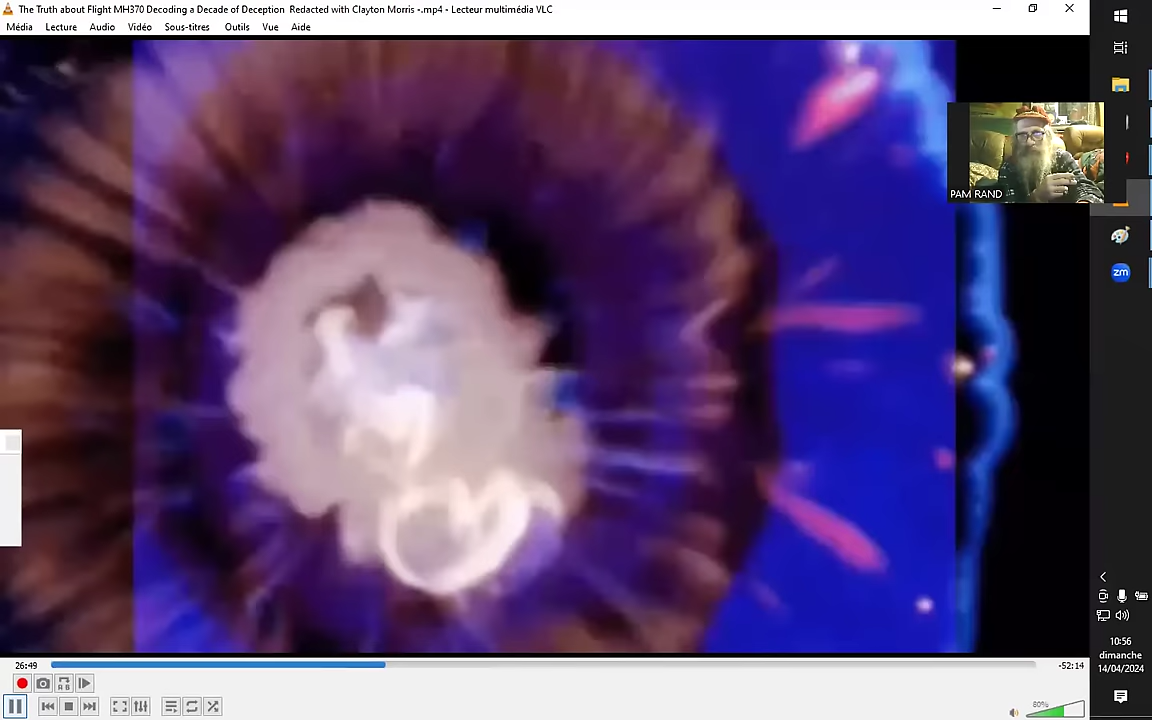 The Truth about Flight MH370 Decoding a Decade of Deception  Redacted with Clayton Morris -.mp4 - Lecteur multimédia VLC
Média Lecture Audio Vidéo Sous-titres Outils Vue Aide
PAM RAND
zm
26:49
-52:14
80%
10:56
dimanche
14/04/2024